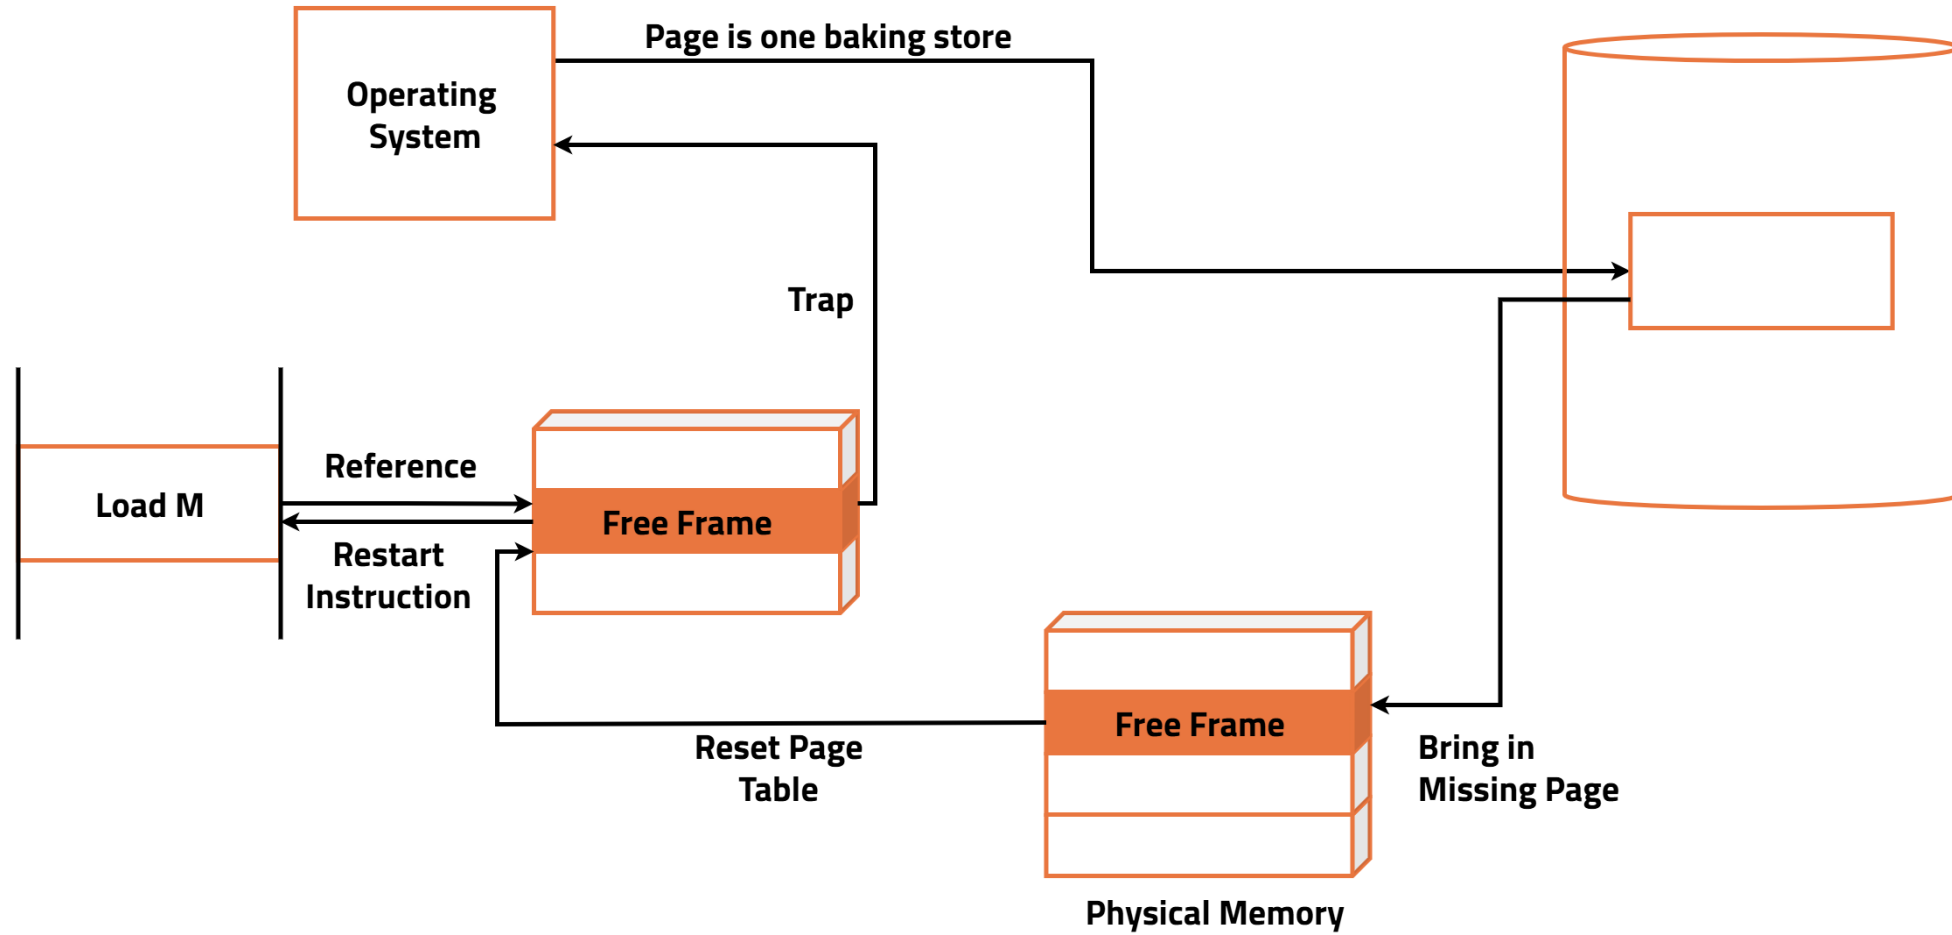 Page is one baking store
Operating
System
Trap
Reference
Load M
Free Frame
Restart
Instruction
Free Frame
Reset Page
Table
Bring in
Missing Page
Physical Memory